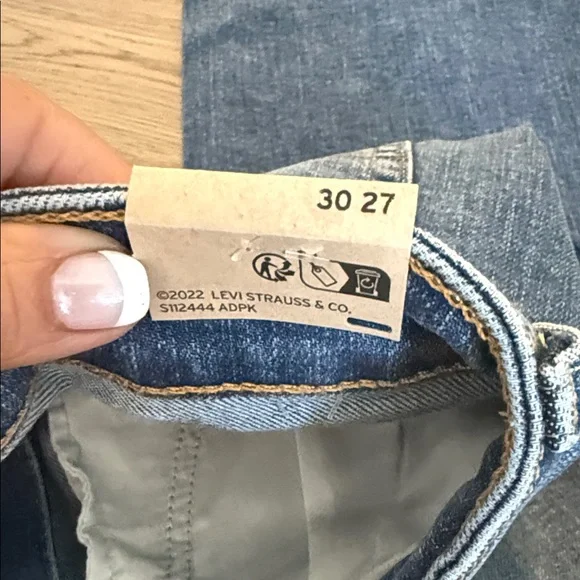 30 27
©2022 LEVI STRAUSS & CO.
S112444 ADPK